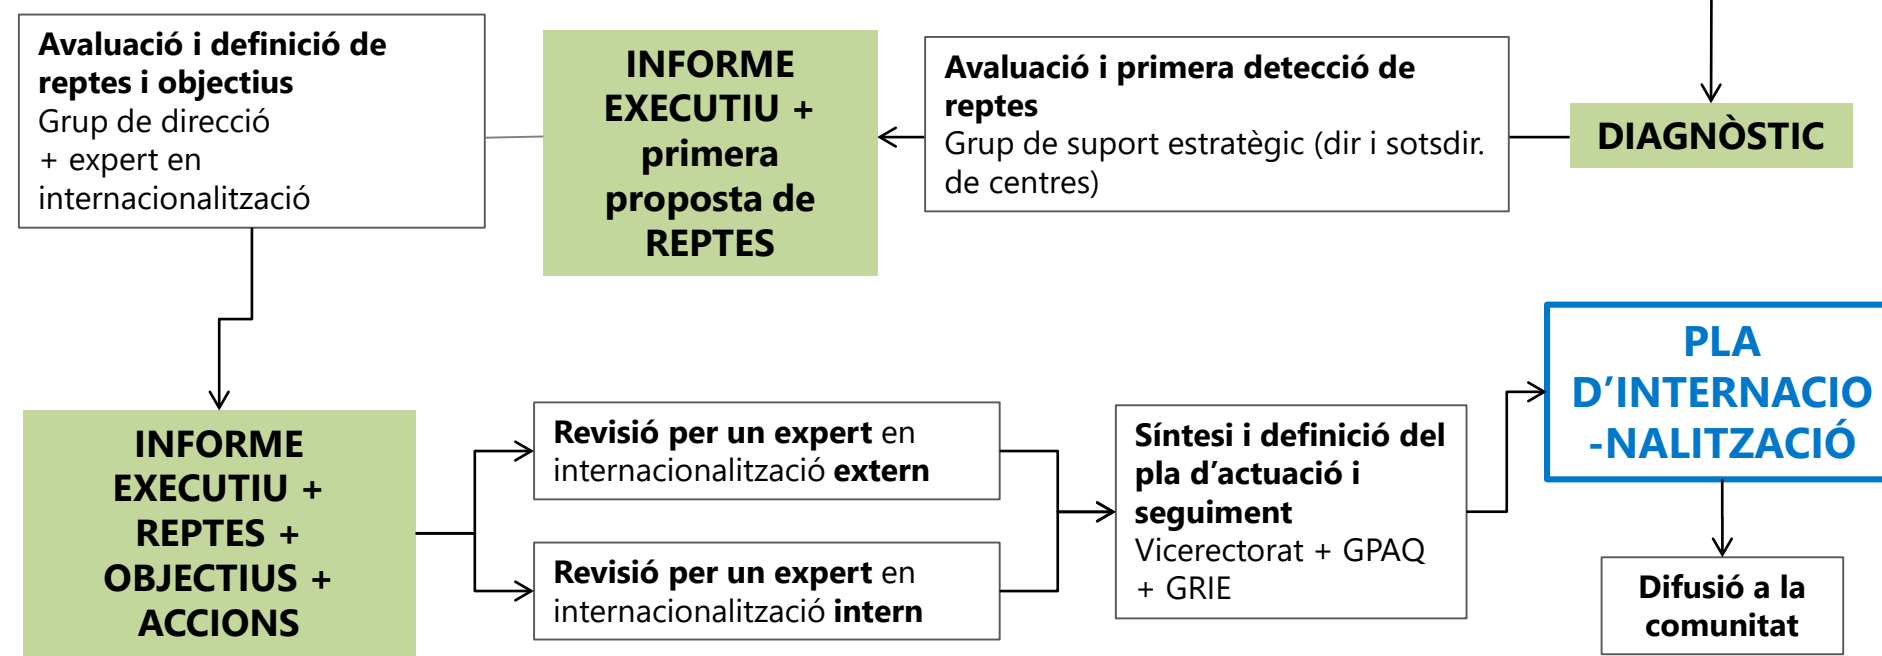 Avaluació i definició de
reptes i objectius
Grup de direcció
+ expert en
internacionalització
INFORME
EXECUTIU +
primera
proposta de
REPTES
Avaluació i primera detecció de
reptes
Grup de suport estratègic (dir i sotsdir.
de centres)
DIAGNÒSTIC
INFORME
EXECUTIU +
REPTES +
OBJECTIUS +
ACCIONS
Revisió per un expert en
internacionalització extern
Revisió per un expert en
internacionalització intern
Síntesi i definició del
pla d’actuació i
seguiment
Vicerectorat + GPAQ
+ GRIE
PLA
D’INTERNACIO
-NALITZACIÓ
Difusió a la
comunitat